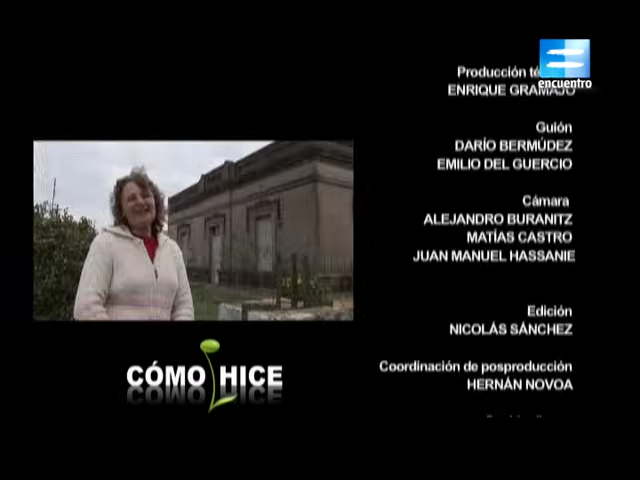 encuentro
Producción
ENRIQUE GRAMAJO
Guión
DARÍO BERMÚDEZ
EMILIO DEL GUERCIO
Cámara
ALEJANDRO BURANITZ
MATÍAS CASTRO
JUAN MANUEL HASSANIE
Edición
NICOLÁS SÁNCHEZ
Coordinación de posproducción
HERNÁN NOVOA
CÓMO HICE